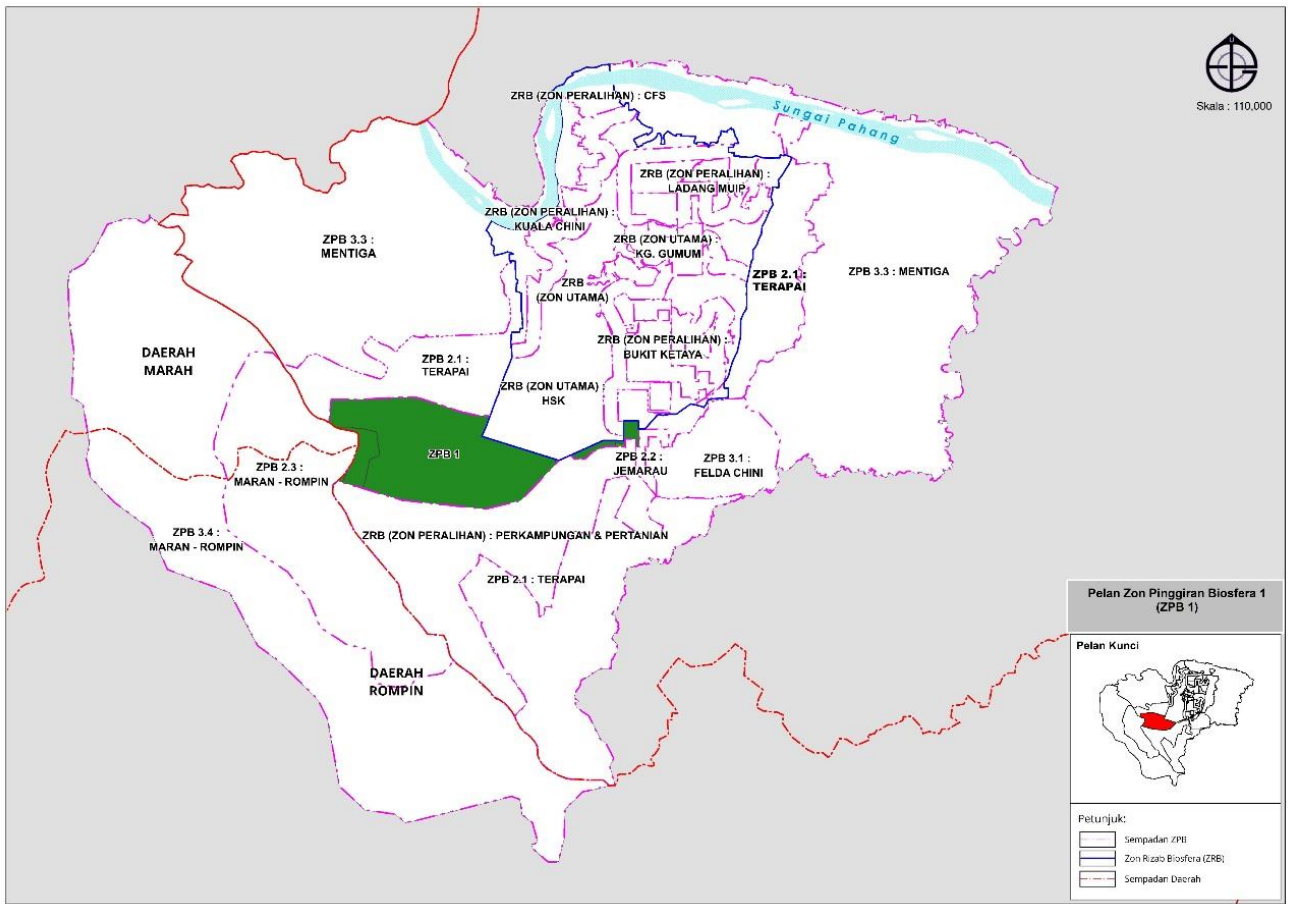 U
Skala : 110,000
ZRB (ZON PERALIHAN) : CFS
Sungai Pahang
ZRB (ZON PERALIHAN) :
LADANG MUIP
ZRB (ZON PERALIHAN) :
KUALA CHINI
ZPB 3.3 :
MENTIGA
ZRB (ZON UTAMA) :
KG. GUMUM
ZPB 2.1 :
TERAPAI
ZPB 3.3 : MENTIGA
ZRB
(ZON UTAMA)
ZRB (ZON PERALIHAN) :
BUKIT KETAYA
DAERAH
MARAH
ZPB 2.1 :
TERAPAI
ZRB (ZON UTAMA) :
HSK
ZPB 1
ZPB 2.2 :
JEMARAU
ZPB 3.1 :
FELDA CHINI
ZPB 2.3 :
MARAN - ROMPIN
ZPB 3.4 :
MARAN - ROMPIN
ZRB (ZON PERALIHAN) : PERKAMPUNGAN & PERTANIAN
ZPB 2.1 : TERAPAI
DAERAH
ROMPIN
Pelan Zon Pinggiran Biosfera 1
(ZPB 1)
Pelan Kunci
Petunjuk:
Sempadan ZPB
Zon Rizab Biosfera (ZRB)
Sempadan Daerah